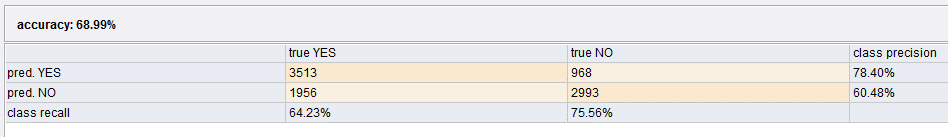 accuracy: 68.99%
true YES true NO class precision
pred. YES 3513 968 78.40%
pred. NO 1956 2993 60.48%
class recall 64.23% 75.56%